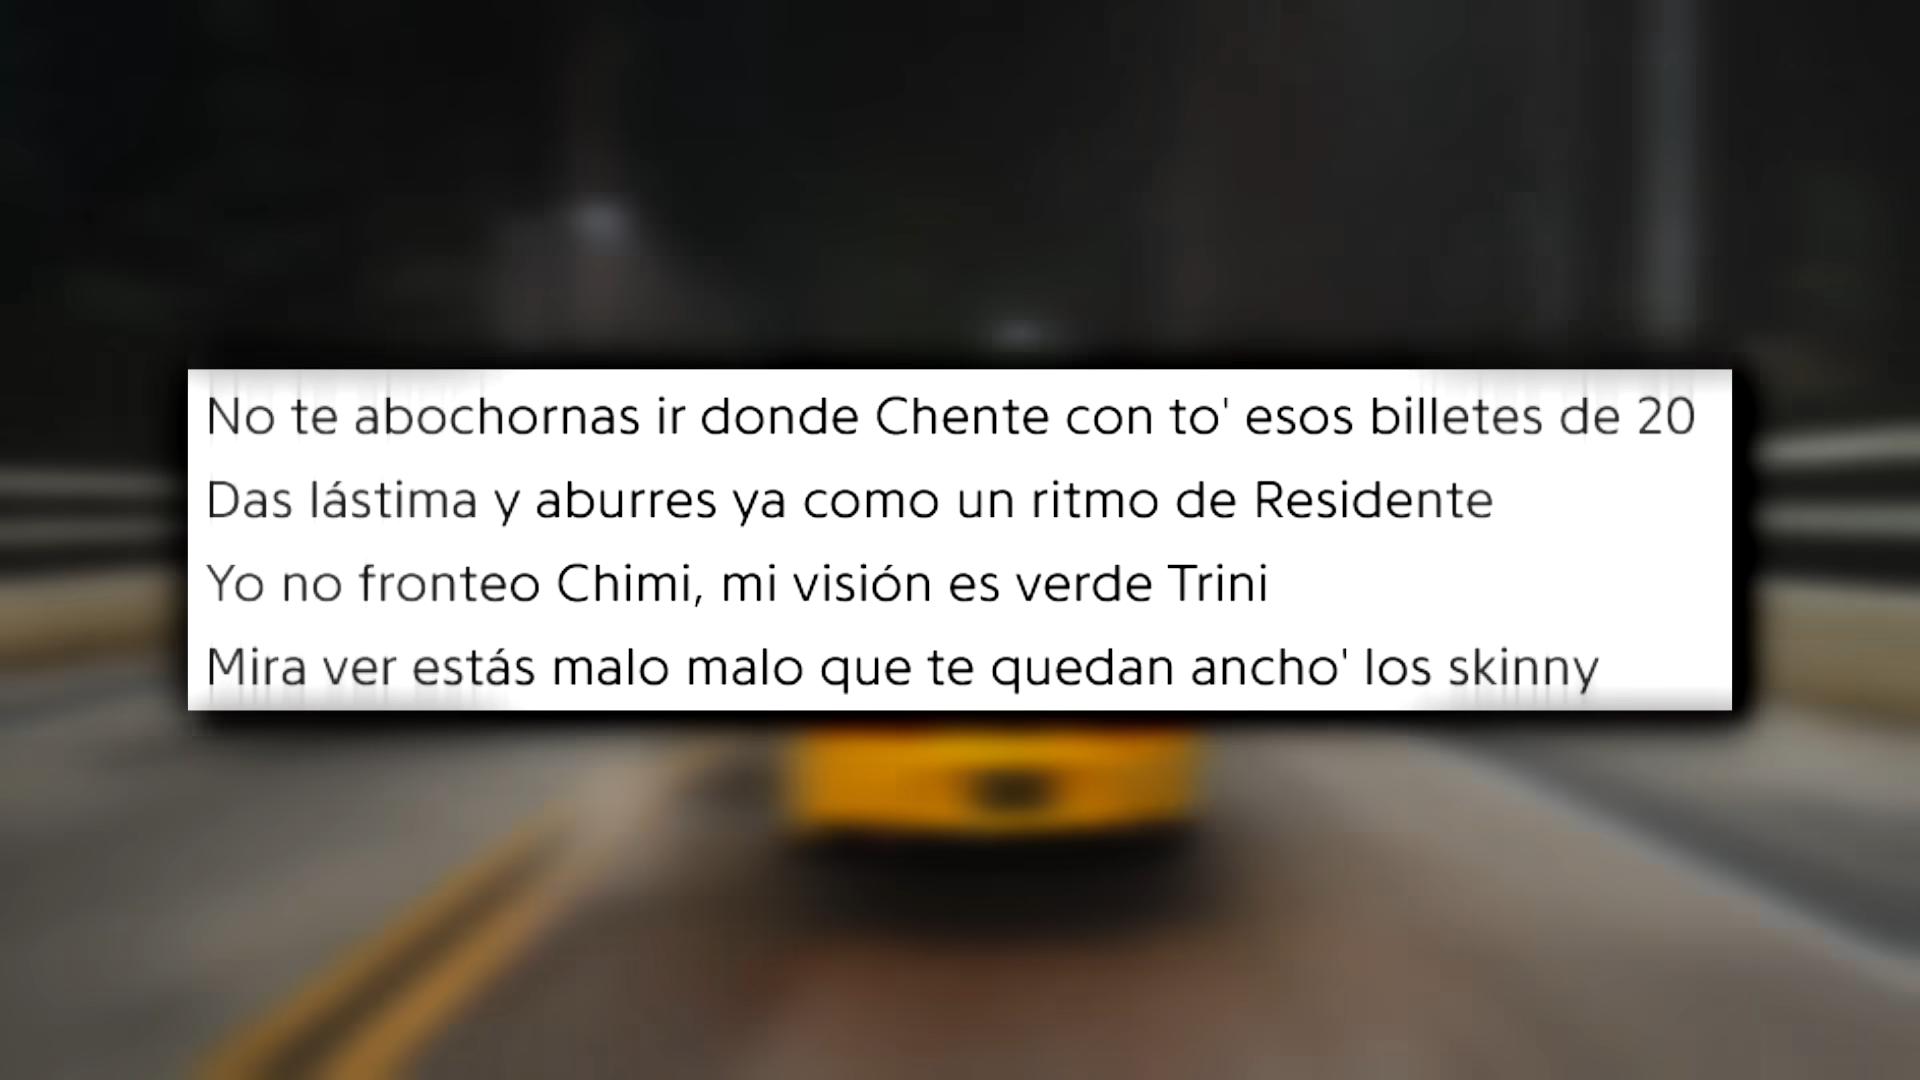 No te abochornas ir donde Chente con to' esos billetes de 20
Das lástima y aburres ya como un ritmo de Residente
Yo no fronteo Chimi, mi visión es verde Trini
Mira ver estás malo malo que te quedan ancho' los skinny